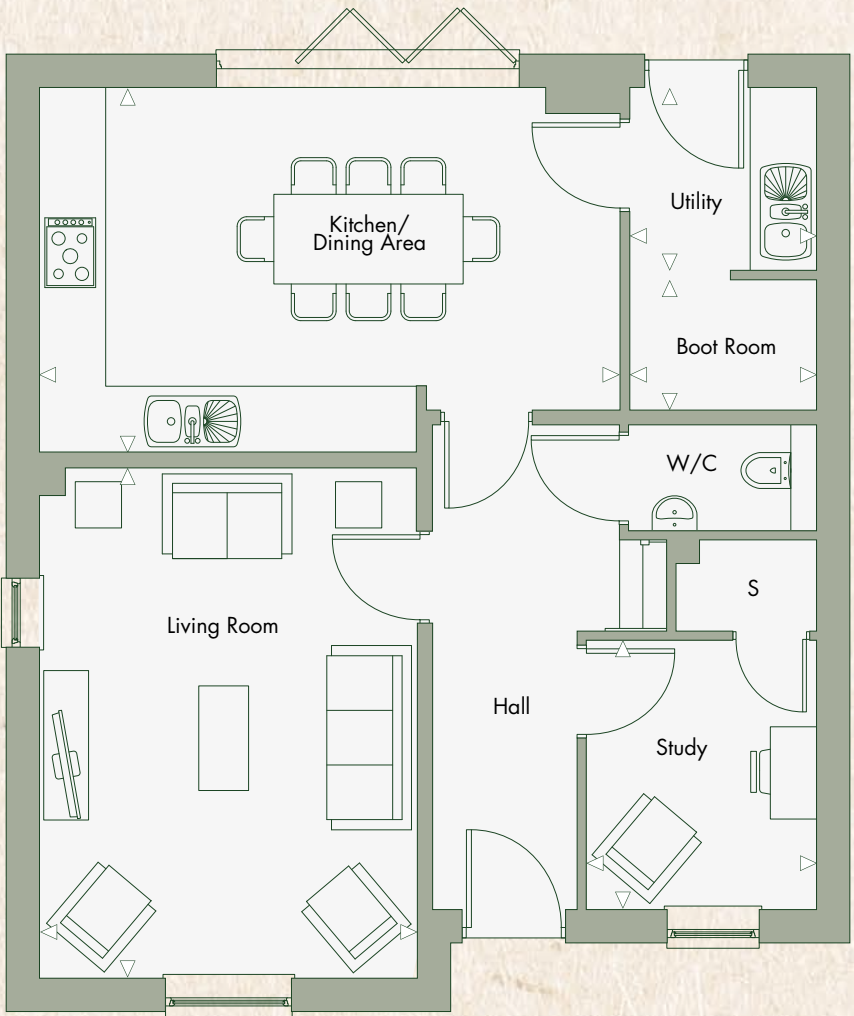 Kitchen/
Dining Area
Utility
Boot Room
W/C
S
Living Room
Hall
Study